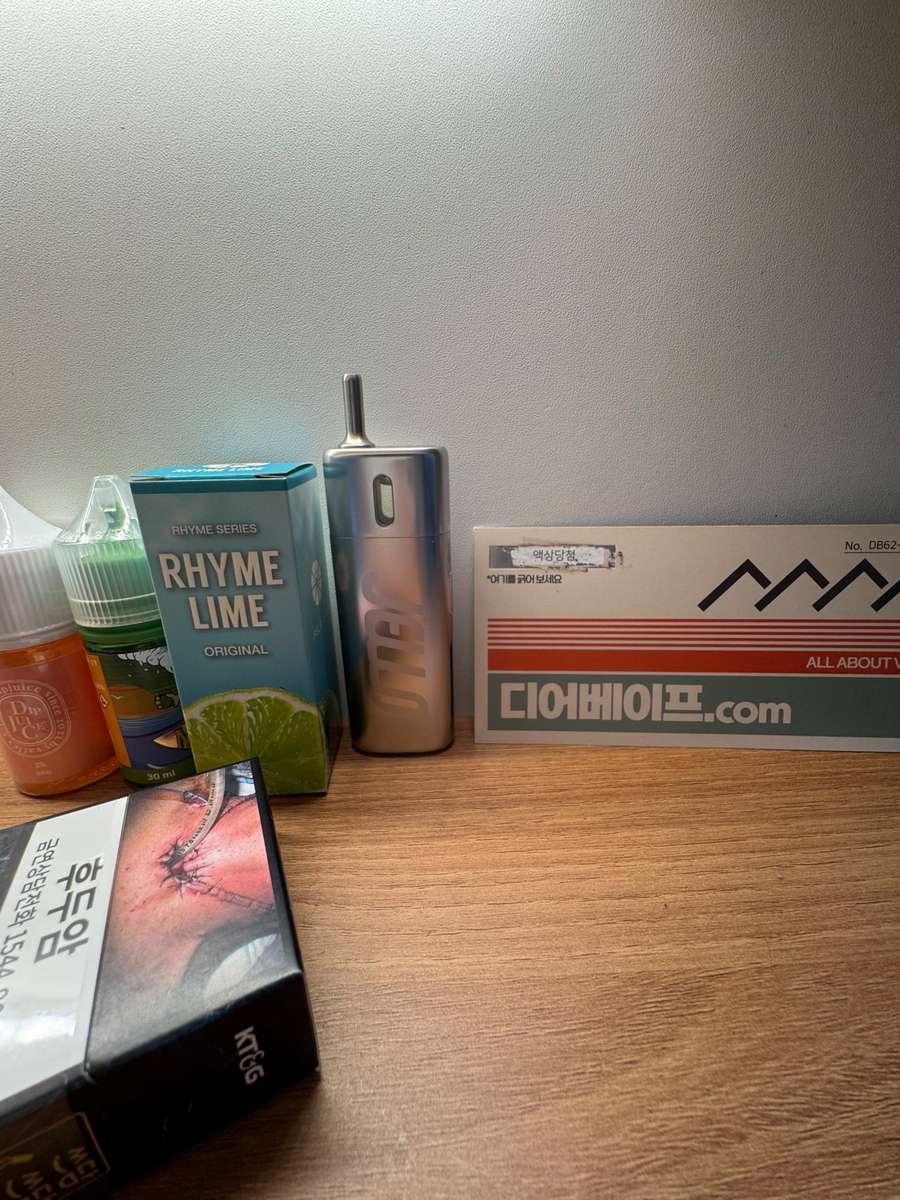 RHYME LIME
RHYME SERIES
RHYME
LIME
ORIGINAL
30 ml
액상당첨
*여기를 긁어 보세요
No. DB62-
ALL ABOUT V
디어베이프.com
후두암
금연상담전화 1544
KT&G